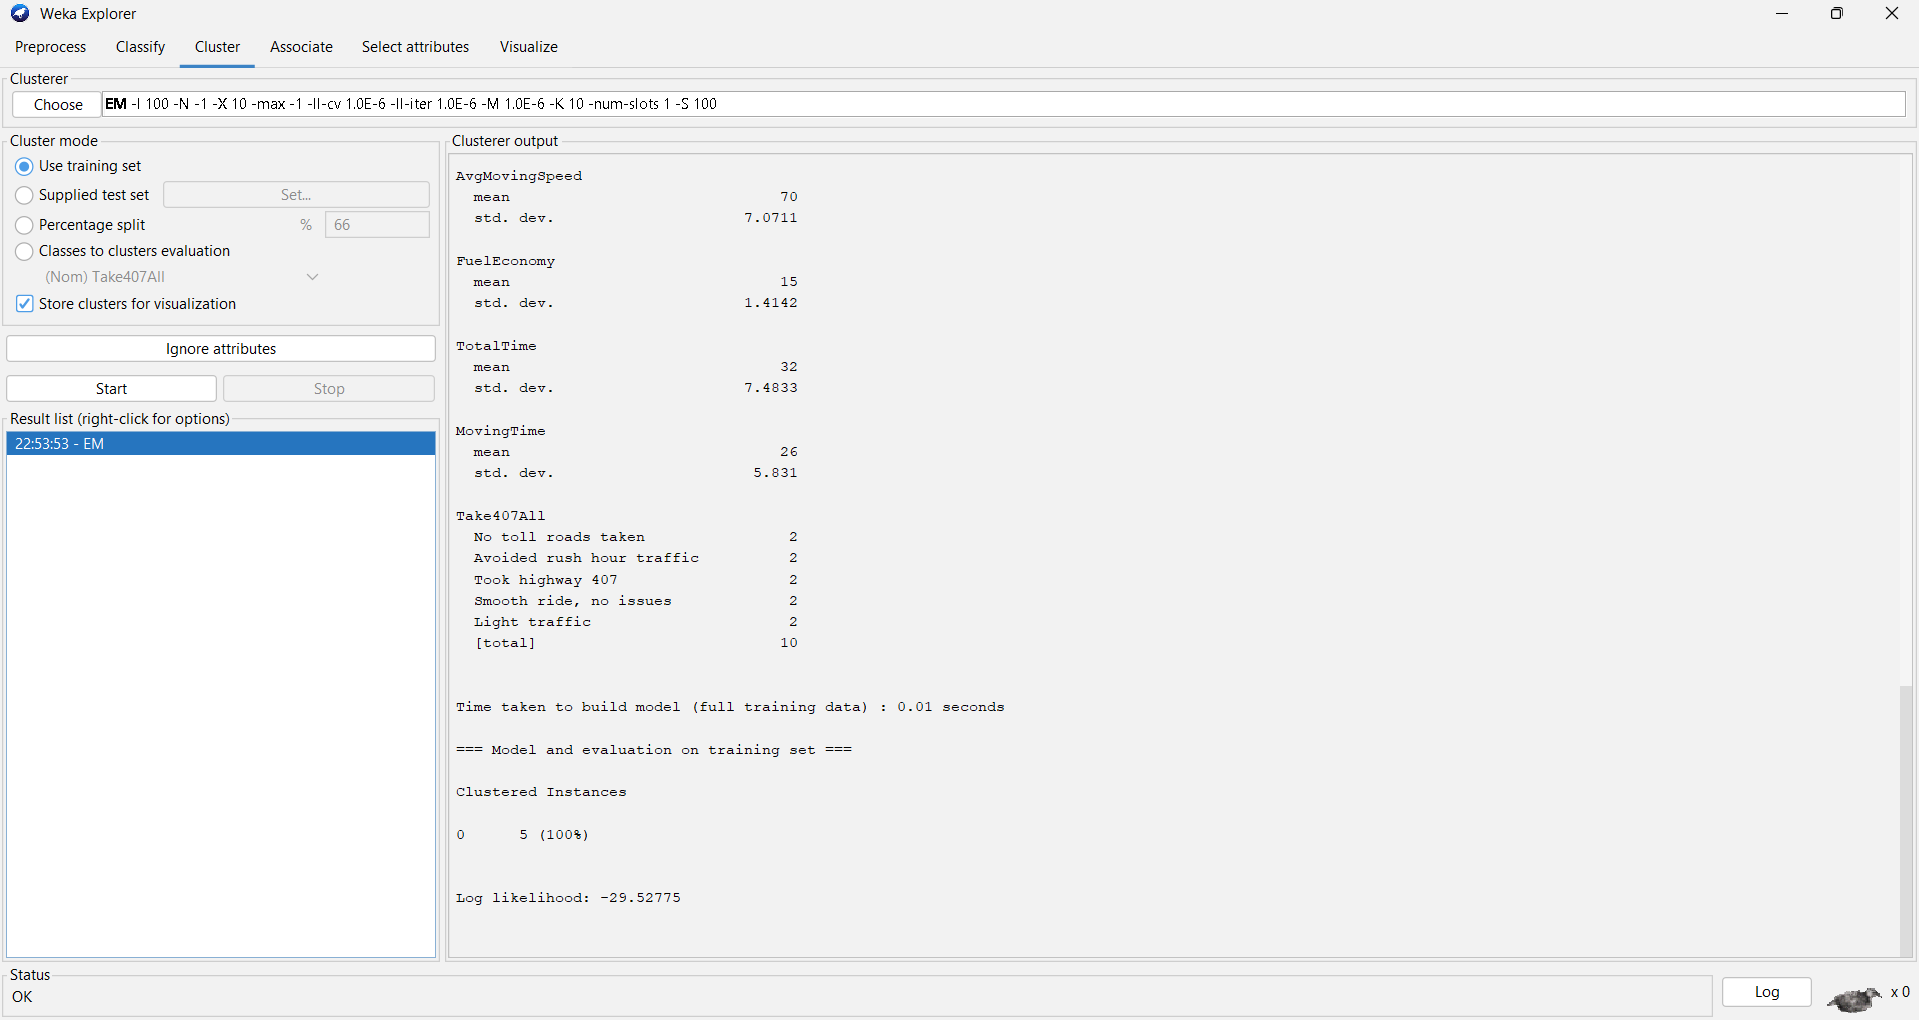 Weka Explorer
Preprocess Classify Cluster Associate Select attributes Visualize
Clusterer
Choose EM -I 100 -N -1 -X 10 -max -1 -ll-cv 1.0E-6 -ll-iter 1.0E-6 -M 1.0E-6 -K 10 -num-slots 1 -S 100
Cluster mode
Use training set
Supplied test set Set...
Percentage split % 66
Classes to clusters evaluation
(Nom) Take407All
Store clusters for visualization
Ignore attributes
Start Stop
Result list (right-click for options)
22:53:53 - EM
Clusterer output
AvgMovingSpeed
mean 70
std. dev. 7.0711
FuelEconomy
mean 15
std. dev. 1.4142
TotalTime
mean 32
std. dev. 7.4833
MovingTime
mean 26
std. dev. 5.831
Take407All
No toll roads taken 2
Avoided rush hour traffic 2
Took highway 407 2
Smooth ride, no issues 2
Light traffic 2
[total] 10
Time taken to build model (full training data) : 0.01 seconds
=== Model and evaluation on training set ===
Clustered Instances
0 5 (100%)
Log likelihood: -29.52775
Status
OK
Log x 0